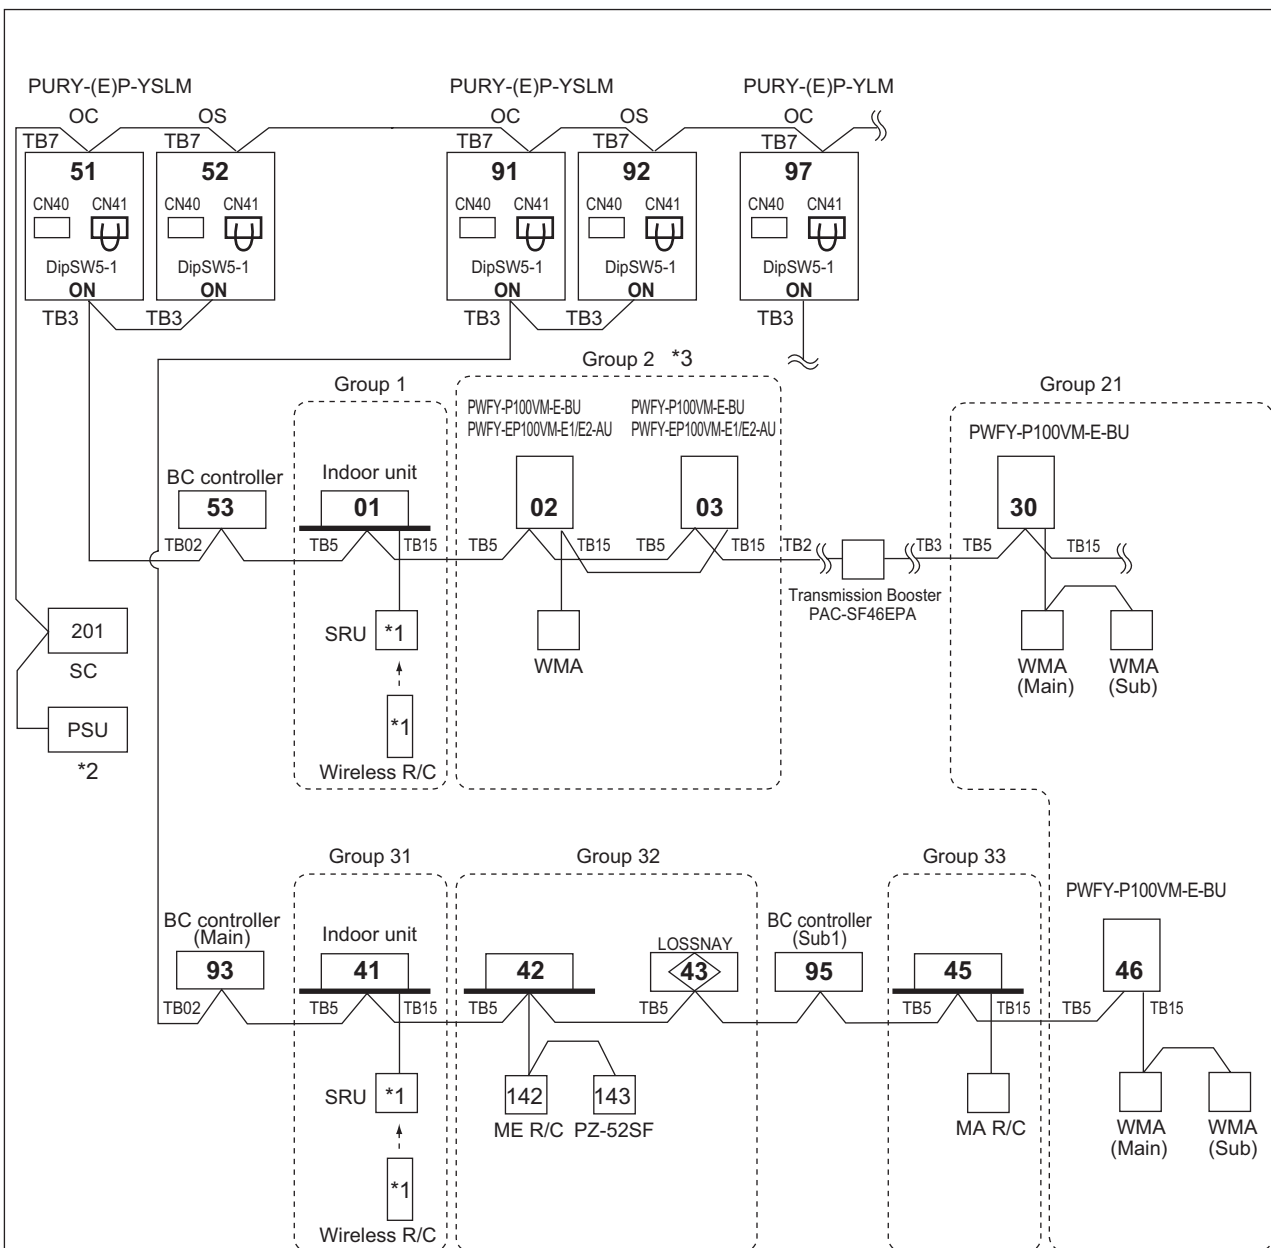 PURY-(E)P-YSLM
PURY-(E)P-YSLM
PURY-(E)P-YLM
OC
OS
OC
OS
OC
TB7
TB7
TB7
TB7
TB7
51
52
91
92
97
CN40
CN41
CN40
CN41
CN40
CN41
CN40
CN41
CN40
CN41
DipSW5-1
DipSW5-1
DipSW5-1
DipSW5-1
DipSW5-1
ON
ON
ON
ON
ON
TB3
TB3
TB3
TB3
TB3
Group 1
Group 2 *3
Group 21
PWFY-P100VM-E-BU
PWFY-EP100VM-E1/E2-AU
PWFY-P100VM-E-BU
PWFY-EP100VM-E1/E2-AU
PWFY-P100VM-E-BU
BC controller
Indoor unit
53
01
02
03
30
TB02
TB5
TB15
TB5
TB15
TB5
TB15
TB2
TB3
TB5
TB15
Transmission Booster
PAC-SF46EPA
201
SC
SRU
*1
WMA
WMA
(Main)
WMA
(Sub)
PSU
*2
*1
Wireless R/C
Group 31
Group 32
Group 33
PWFY-P100VM-E-BU
BC controller
(Main)
Indoor unit
LOSSNAY
BC controller
(Sub1)
93
41
42
43
95
45
46
TB02
TB5
TB15
TB5
TB5
TB5
TB15
TB5
TB15
SRU
*1
142
143
ME R/C
PZ-52SF
MA R/C
WMA
(Main)
WMA
(Sub)
*1
Wireless R/C